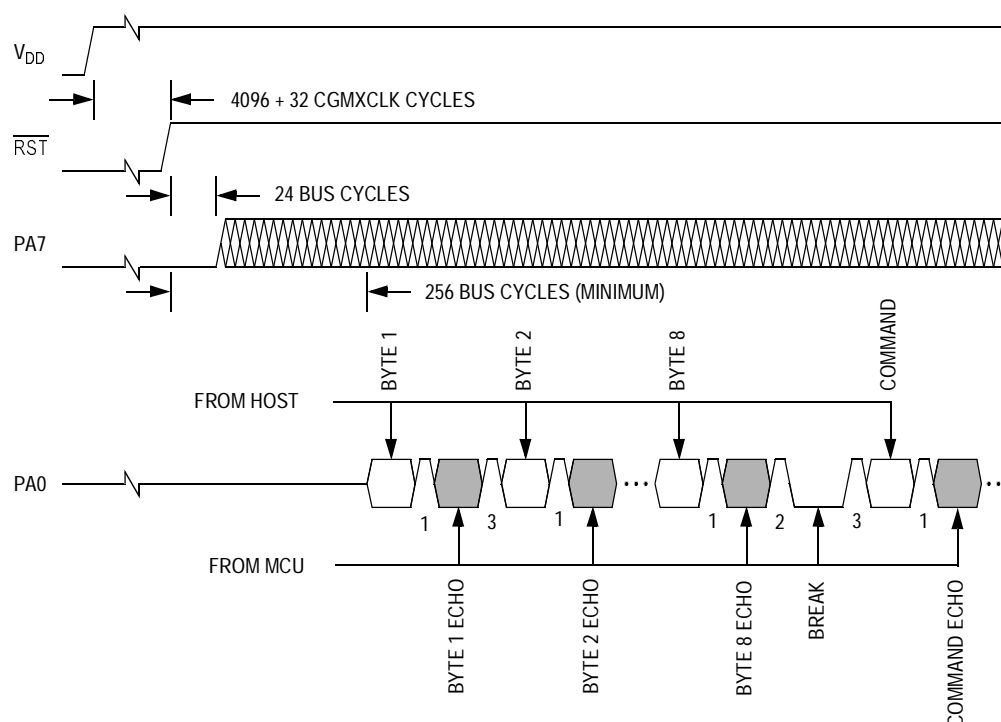 VDD
4096 + 32 CGMXCLK CYCLES
RST
24 BUS CYCLES
PA7
256 BUS CYCLES (MINIMUM)
BYTE 1
BYTE 2
BYTE 8
COMMAND
FROM HOST
PA0
1
3
1
1
2
3
1
FROM MCU
BYTE 1 ECHO
BYTE 2 ECHO
BYTE 8 ECHO
BREAK
COMMAND ECHO